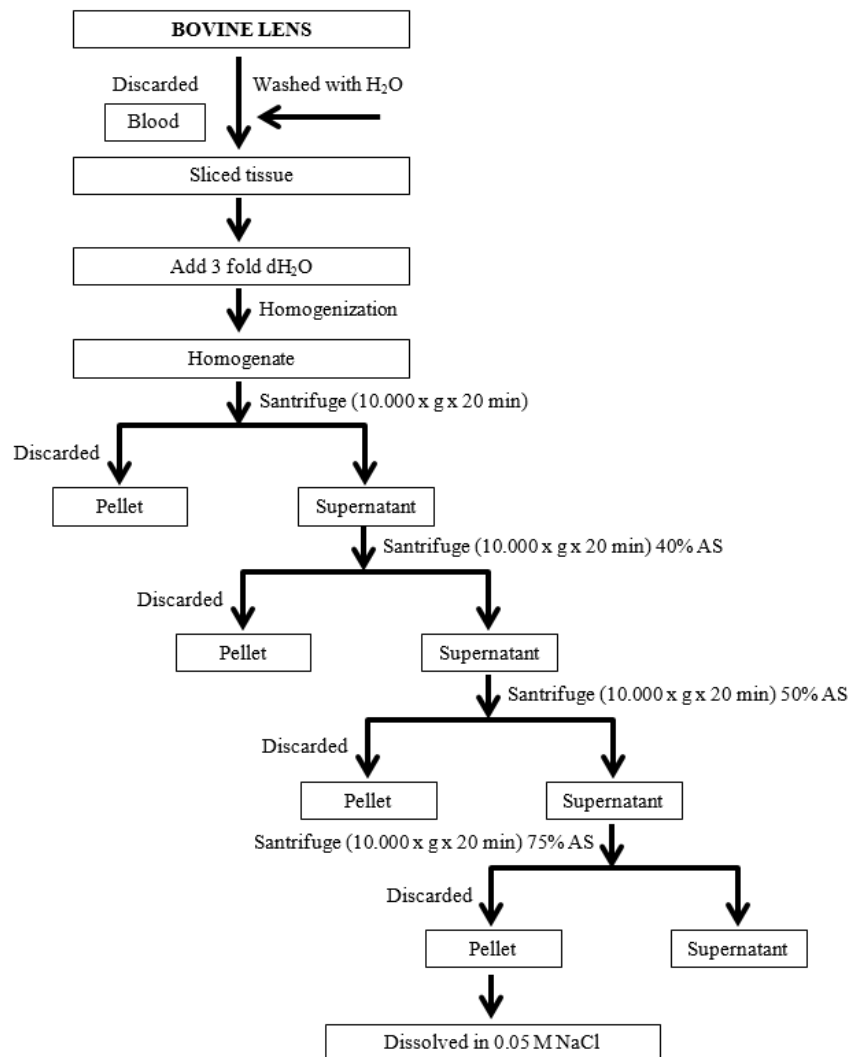 BOVINE LENS
Discarded
Washed with H₂O
Blood
Sliced tissue
Add 3 fold dH₂O
Homogenization
Homogenate
Santrifuge (10.000 x g x 20 min)
Discarded
Pellet
Supernatant
Santrifuge (10.000 x g x 20 min) 40% AS
Discarded
Pellet
Supernatant
Santrifuge (10.000 x g x 20 min) 50% AS
Discarded
Pellet
Supernatant
Santrifuge (10.000 x g x 20 min) 75% AS
Discarded
Pellet
Supernatant
Dissolved in 0.05 M NaCl